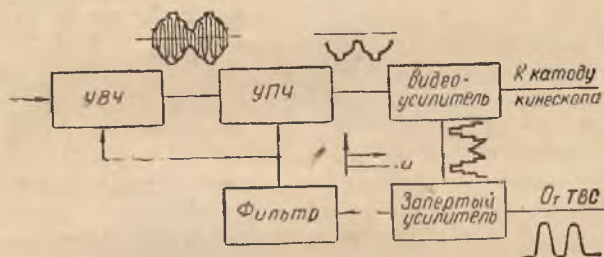 УВЧ
УПЧ
Видео-
усилитель
К катоду
кинескопа
и
Фильтр
Запертый
усилитель
От ТВС